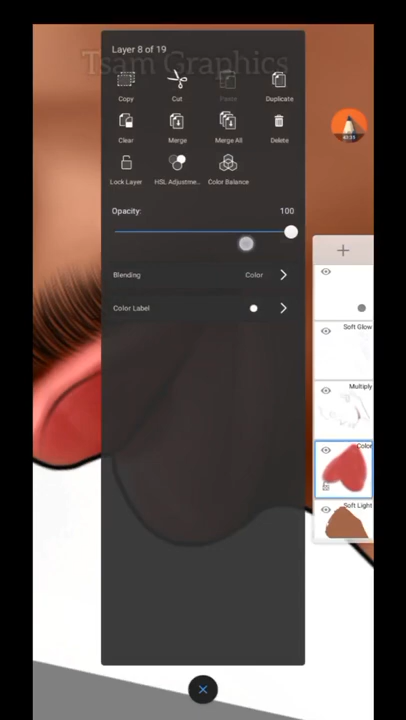 Layer 8 of 19
Tsam Graphics
Copy
Cut
Paste
Duplicate
Clear
Merge
Merge All
Delete
Lock Layer
HSL Adjustme...
Color Balance
Opacity:
100
Blending
Color
Color Label
+
Soft Glow
Multiply
Color
Soft Light